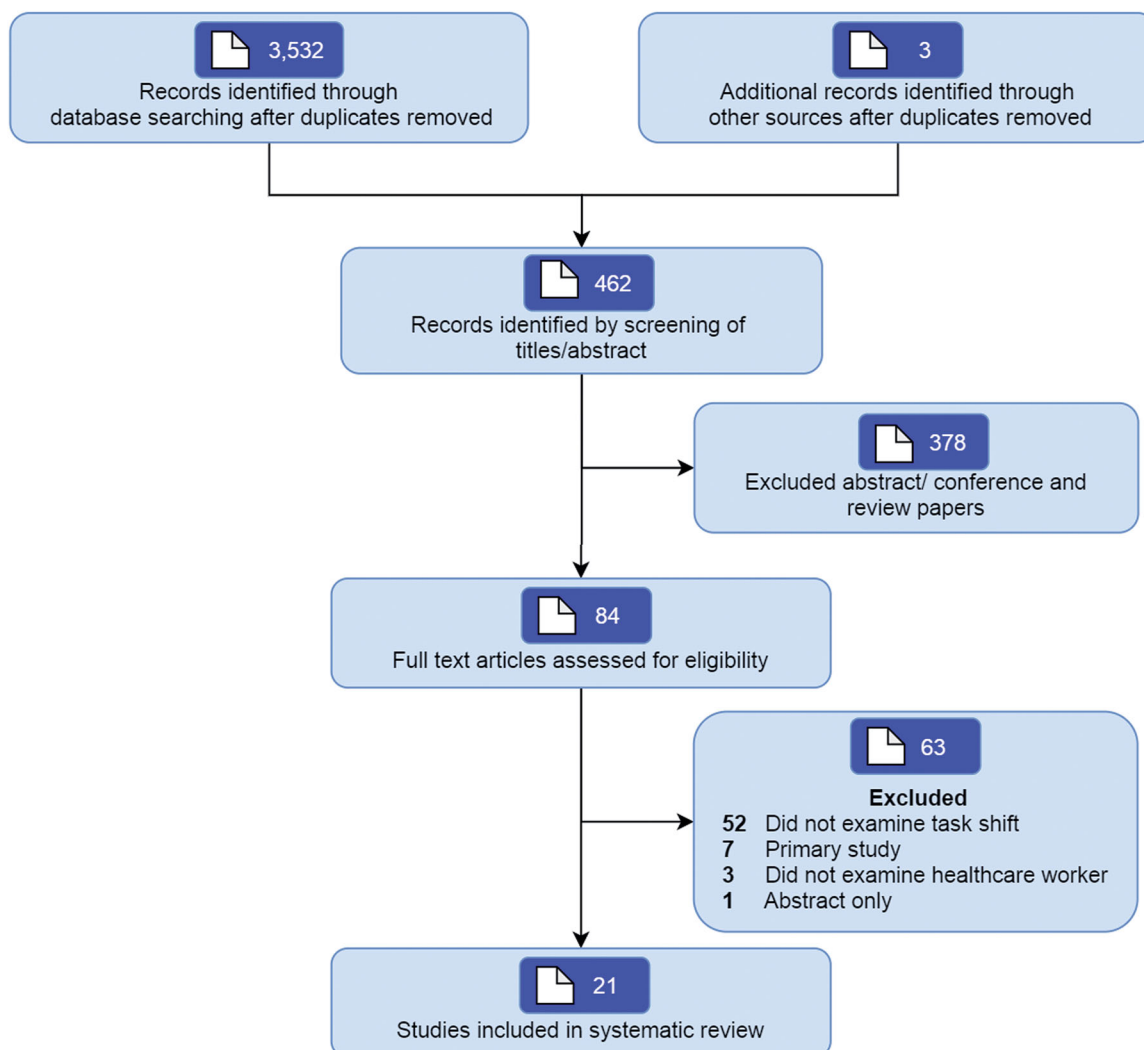 3,532
Records identified through
database searching after duplicates removed
3
Additional records identified through
other sources after duplicates removed
462
Records identified by screening of
titles/abstract
378
Excluded abstract/ conference and
review papers
84
Full text articles assessed for eligibility
63
Excluded
52 Did not examine task shift
7 Primary study
3 Did not examine healthcare worker
1 Abstract only
21
Studies included in systematic review